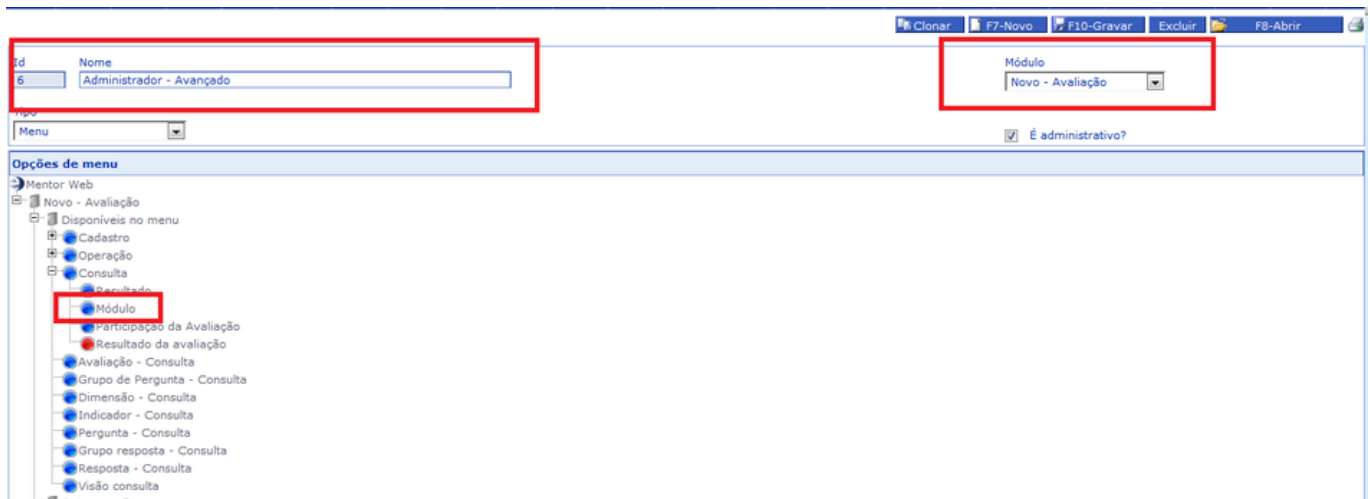 Clonar F7-Novo F10-Gravar Excluir F8-Abrir
Id Nome Módulo
6 Administrador - Avançado Novo - Avaliação
Tipo
Menu É administrativo?
Opções de menu
Mentor Web
Novo - Avaliação
Disponíveis no menu
Cadastro
Operação
Consulta
Resultado
Módulo
Participação da Avaliação
Resultado da avaliação
Avaliação - Consulta
Grupo de Pergunta - Consulta
Dimensão - Consulta
Indicador - Consulta
Pergunta - Consulta
Grupo resposta - Consulta
Resposta - Consulta
Visão consulta